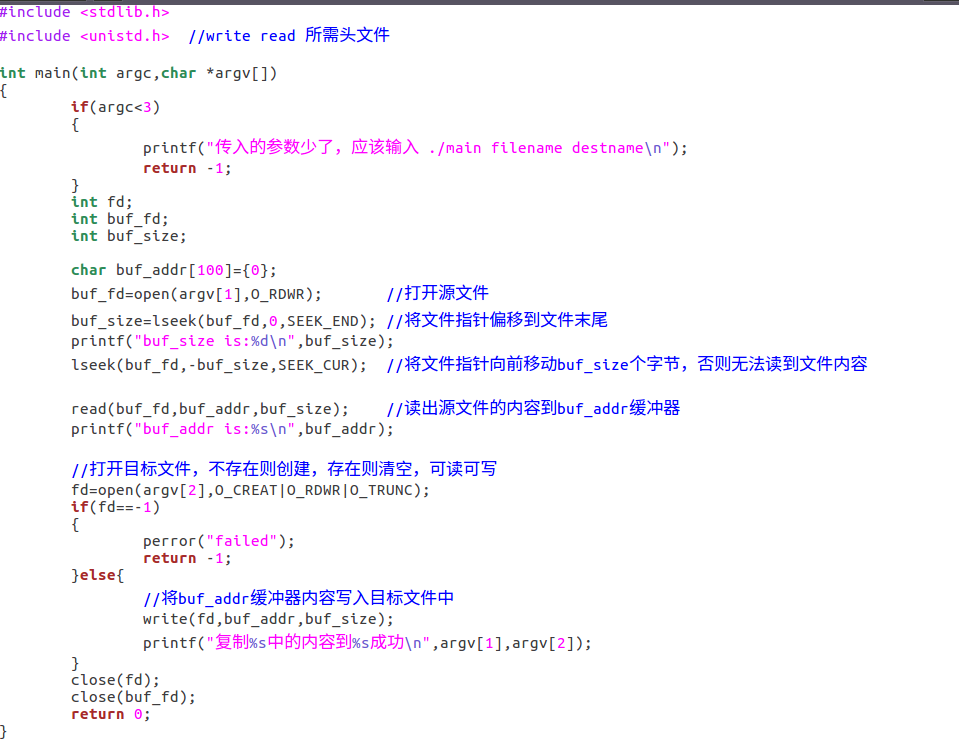 #include <stdlib.h>
#include <unistd.h>  //write read 所需头文件

int main(int argc,char *argv[])
{
        if(argc<3)
        {
                printf("传入的参数少了，应该输入 ./main filename destname\n");
                return -1;
        }
        int fd;
        int buf_fd;
        int buf_size;

        char buf_addr[100]={0};
        buf_fd=open(argv[1],O_RDWR);       //打开源文件
        buf_size=lseek(buf_fd,0,SEEK_END); //将文件指针偏移到文件末尾
        printf("buf_size is:%d\n",buf_size);
        lseek(buf_fd,-buf_size,SEEK_CUR);  //将文件指针向前移动buf_size个字节，否则无法读到文件内容

        read(buf_fd,buf_addr,buf_size);    //读出源文件的内容到buf_addr缓冲器
        printf("buf_addr is:%s\n",buf_addr);

        //打开目标文件，不存在则创建，存在则清空，可读可写
        fd=open(argv[2],O_CREAT|O_RDWR|O_TRUNC);
        if(fd==-1)
        {
                perror("failed");
                return -1;
        }else{
                //将buf_addr缓冲器内容写入目标文件中
                write(fd,buf_addr,buf_size);
                printf("复制%s中的内容到%s成功\n",argv[1],argv[2]);
        }
        close(fd);
        close(buf_fd);
        return 0;
}